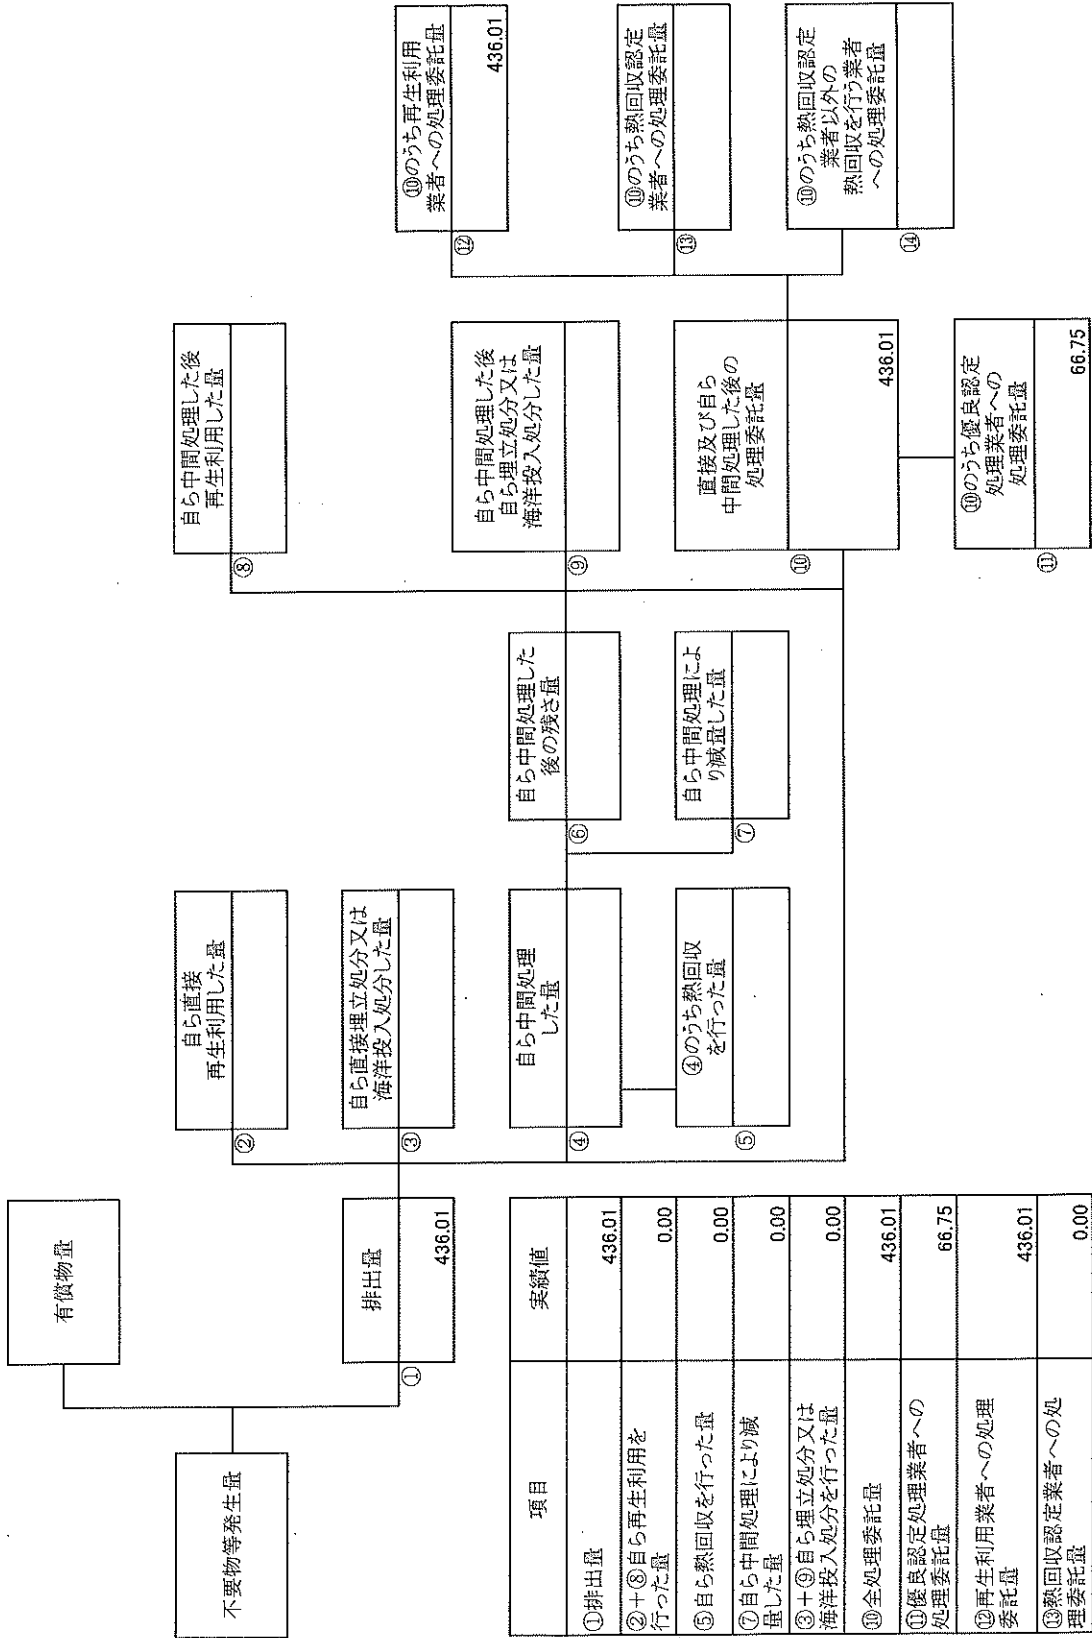 不要物等発生量
有償物量
排出量
①
436.01
自ら直接
再生利用した量
②
自ら直接埋立処分又は
海洋投入処分した量
③
自ら中間処理
した量
④
④のうち熱回収
を行った量
⑤
自ら中間処理した
後の残さ量
⑥
自ら中間処理によ
り減量した量
⑦
自ら中間処理した後
再生利用した量
⑧
自ら中間処理した後
自ら埋立処分又は
海洋投入処分した量
⑨
直接及び自ら
中間処理した後の
処理委託量
⑩
436.01
⑩のうち優良認定
処理業者への
処理委託量
⑪
66.75
⑩のうち再生利用
業者への処理委託量
⑫
436.01
⑩のうち熱回収認定
業者への処理委託量
⑬
⑩のうち熱回収認定
業者以外の
熱回収を行う業者
への処理委託量
⑭
項目 実績値
①排出量 436.01
②+⑧自ら再生利用を
行った量 0.00
⑤自ら熱回収を行った量 0.00
⑦自ら中間処理により減
量した量 0.00
③+⑨自ら埋立処分又は
海洋投入処分を行った量 0.00
⑩全処理委託量 436.01
⑪優良認定処理業者への
処理委託量 66.75
⑫再生利用業者への処理
委託量 436.01
⑬熱回収認定業者への処
理委託量 0.00